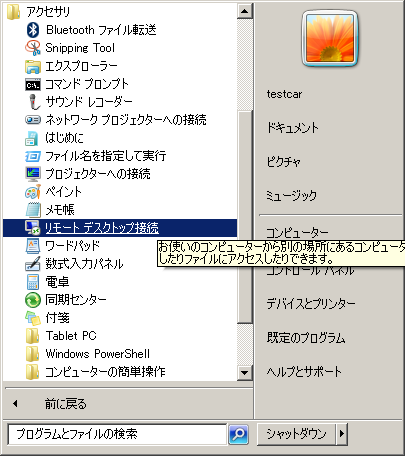 アクセサリ
Bluetooth ファイル転送
Snipping Tool
エクスプローラー
コマンド プロンプト
サウンド レコーダー
ネットワーク プロジェクターへの接続
はじめに
ファイル名を指定して実行
プロジェクターへの接続
ペイント
メモ帳
リモート デスクトップ接続
ワードパッド
数式入力パネル
電卓
同期センター
付箋
Tablet PC
Windows PowerShell
コンピューターの簡単操作
前に戻る
プログラムとファイルの検索
testcar
ドキュメント
ピクチャ
ミュージック
コンピューター
お使いのコンピューターから別の場所にあるコンピュータ
したりファイルにアクセスしたりできます。
コントロール パネル
デバイスとプリンター
既定のプログラム
ヘルプとサポート
シャットダウン